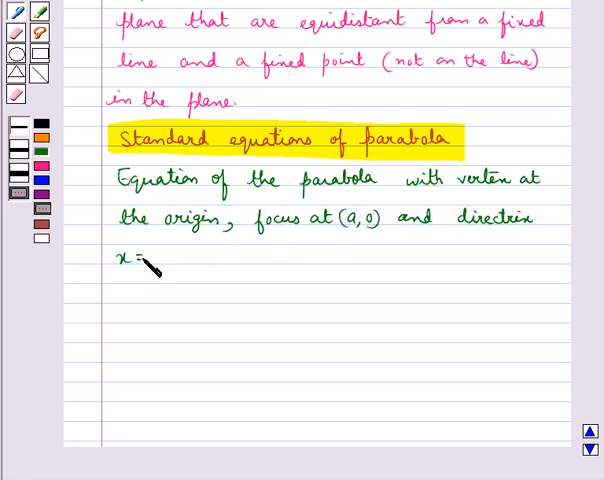 plane that are equidistant from a fixed
line and a fixed point (not on the line)
in the plane.
Standard equations of parabola
Equation of the parabola with vertex at
the origin, focus at (a, 0) and directrix
x =